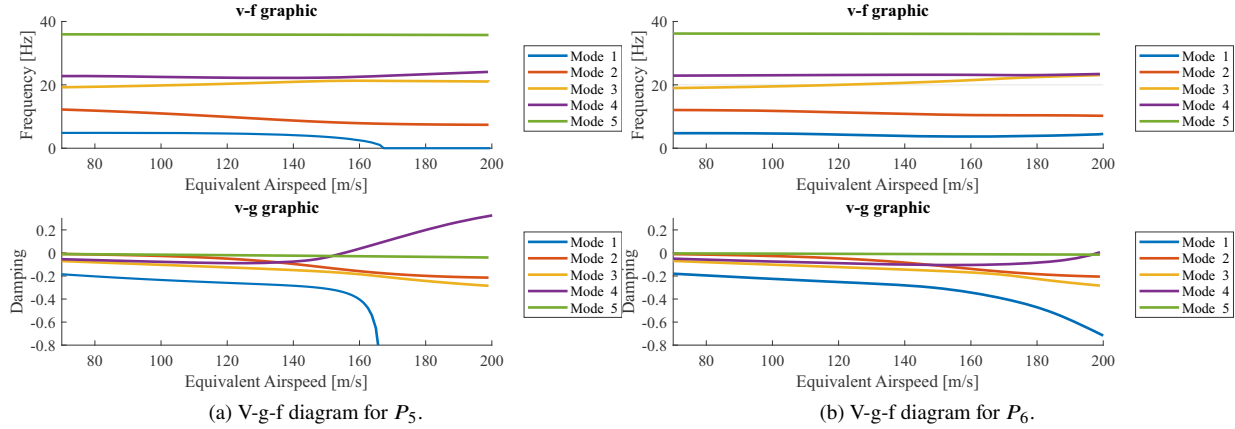 v-f graphic
40
20
0
Frequency [Hz]
80 100 120 140 160 180 200
Equivalent Airspeed [m/s]
Mode 1
Mode 2
Mode 3
Mode 4
Mode 5
v-g graphic
0.2
0
-0.2
-0.4
-0.6
-0.8
Damping
80 100 120 140 160 180 200
Equivalent Airspeed [m/s]
Mode 1
Mode 2
Mode 3
Mode 4
Mode 5
(a) V-g-f diagram for P5.
v-f graphic
40
20
0
Frequency [Hz]
80 100 120 140 160 180 200
Equivalent Airspeed [m/s]
Mode 1
Mode 2
Mode 3
Mode 4
Mode 5
v-g graphic
0.2
0
-0.2
-0.4
-0.6
-0.8
Damping
80 100 120 140 160 180 200
Equivalent Airspeed [m/s]
Mode 1
Mode 2
Mode 3
Mode 4
Mode 5
(b) V-g-f diagram for P6.